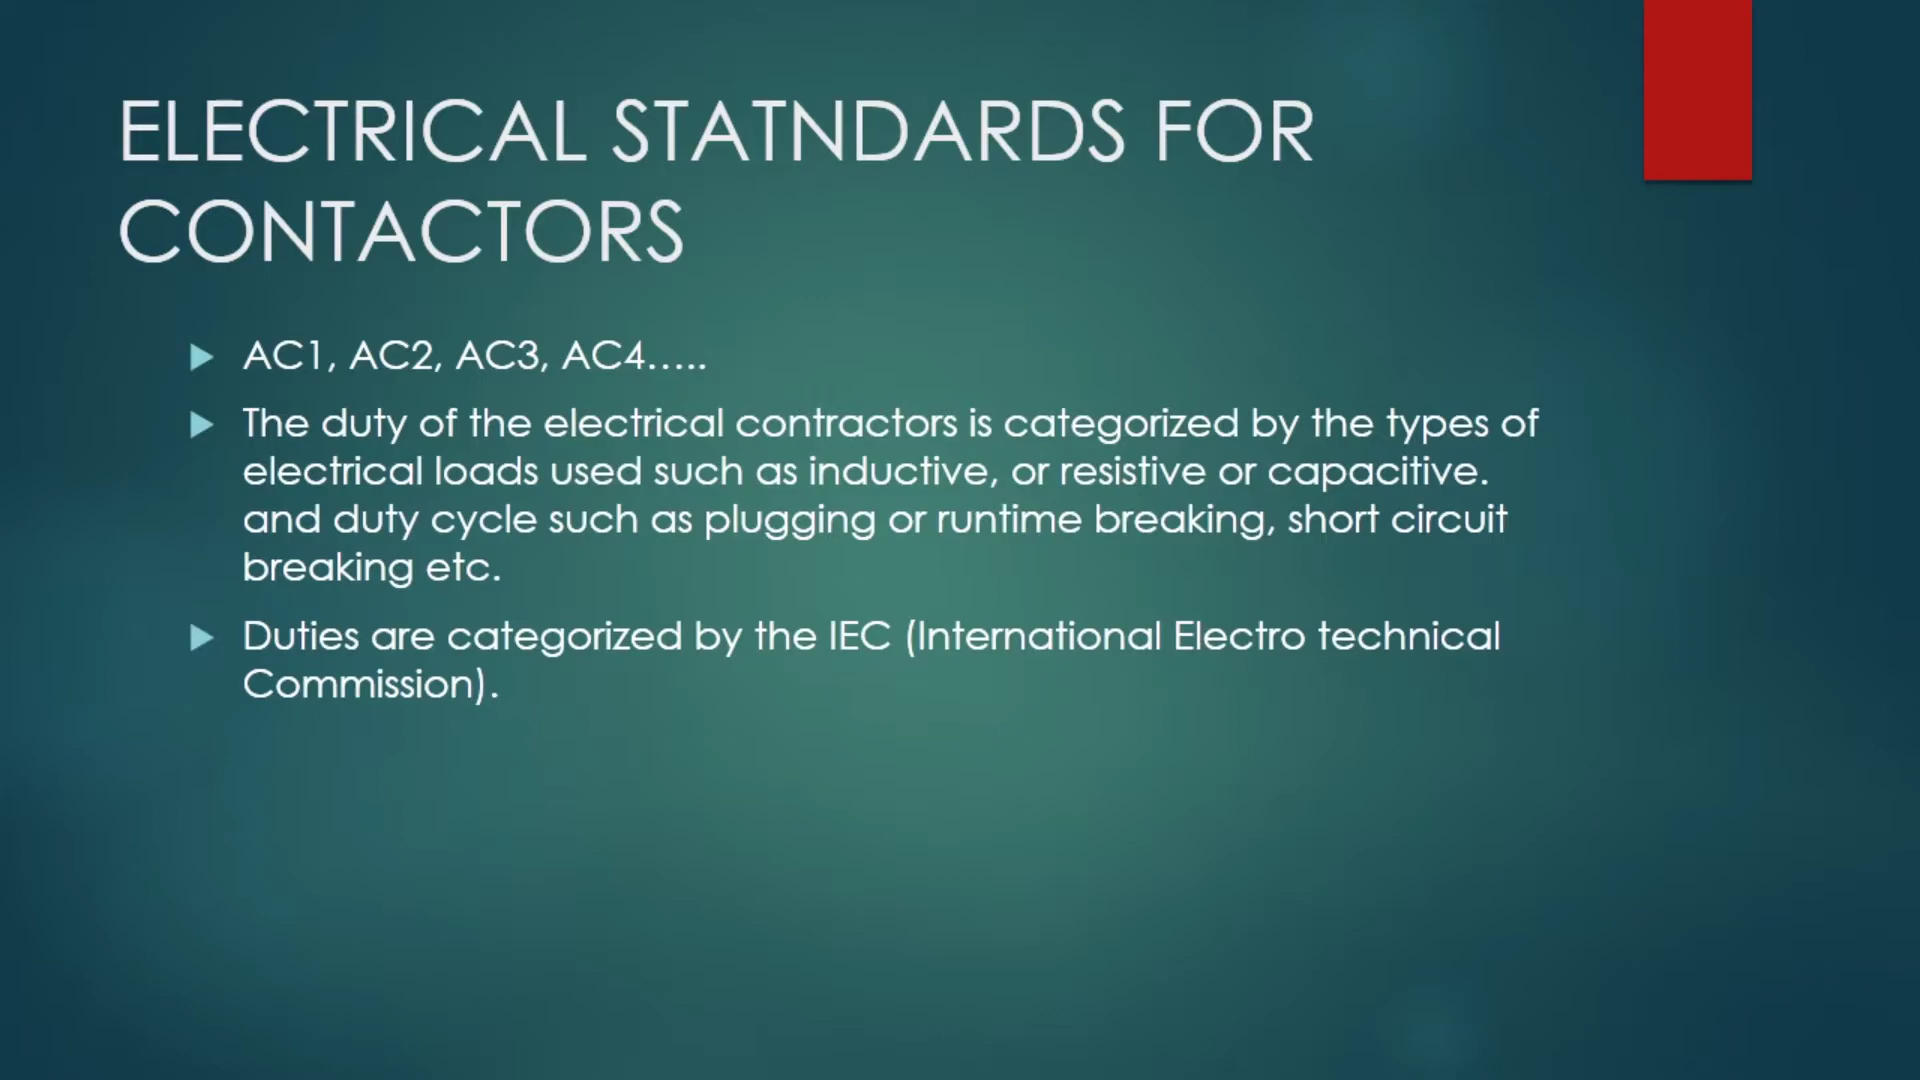 ELECTRICAL STATNDARDS FOR
CONTACTORS
AC1, AC2, AC3, AC4.....
The duty of the electrical contractors is categorized by the types of
electrical loads used such as inductive, or resistive or capacitive.
and duty cycle such as plugging or runtime breaking, short circuit
breaking etc.
Duties are categorized by the IEC (International Electro technical
Commission).